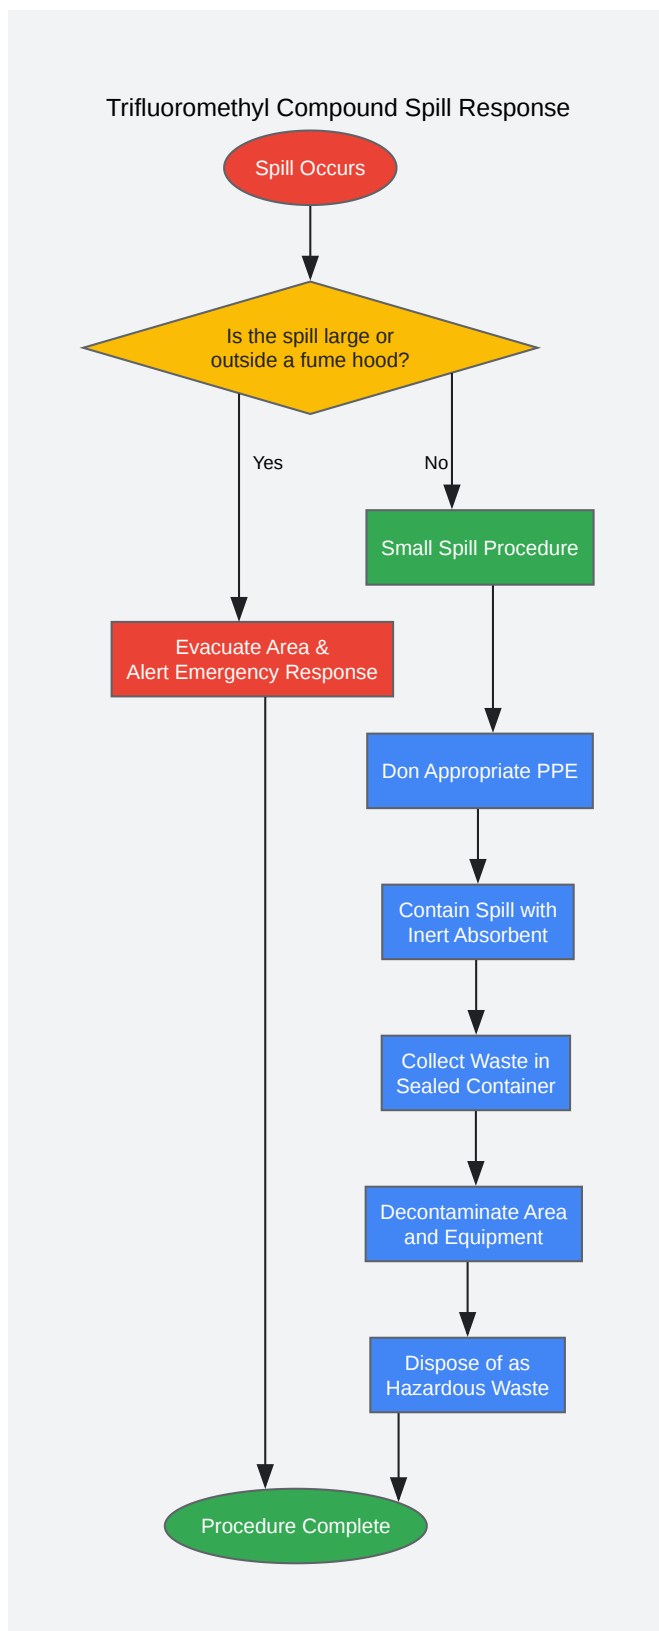 Trifluoromethyl Compound Spill Response
Spill Occurs
Is the spill large or
outside a fume hood?
Yes
No
Small Spill Procedure
Evacuate Area &
Alert Emergency Response
Don Appropriate PPE
Contain Spill with
Inert Absorbent
Collect Waste in
Sealed Container
Decontaminate Area
and Equipment
Dispose of as
Hazardous Waste
Procedure Complete